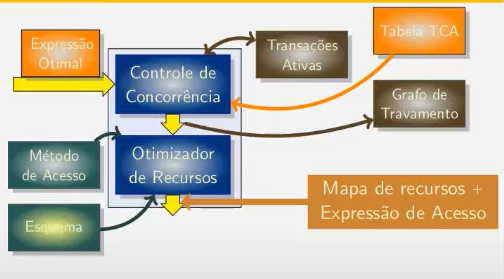 Expressão
Otimal
Transações
Ativas
Tabela TCA
Controle de
Concorrência
Grafo de
Travamento
Método
de Acesso
Otimizador
de Recursos
Mapa de recursos +
Expressão de Acesso
Esquema